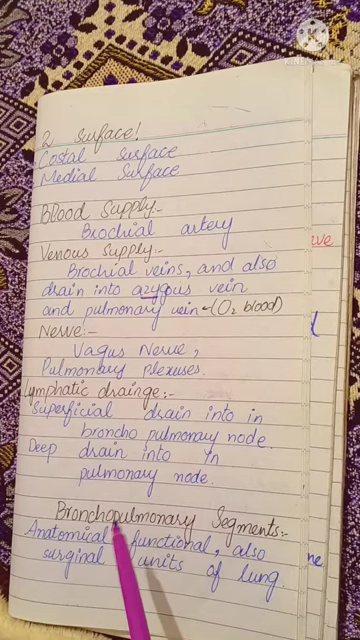 2 Surface!
Costal Surface
Medial Surface
Blood Supply:-
Brochial artery
Venous Supply:-
Brochial veins, and also
drain into azygous vein
and pulmonary vein -(O2 blood)
Nerve:-
Vagus Nerve,
Pulmonary plexuses.
Lymphatic drainge:-
Superficial drain into in
broncho pulmonary node.
Deep drain into in
pulmonary node.
Bronchopulmonary Segments:-
Anatomical functional, also
surginal units of lung.